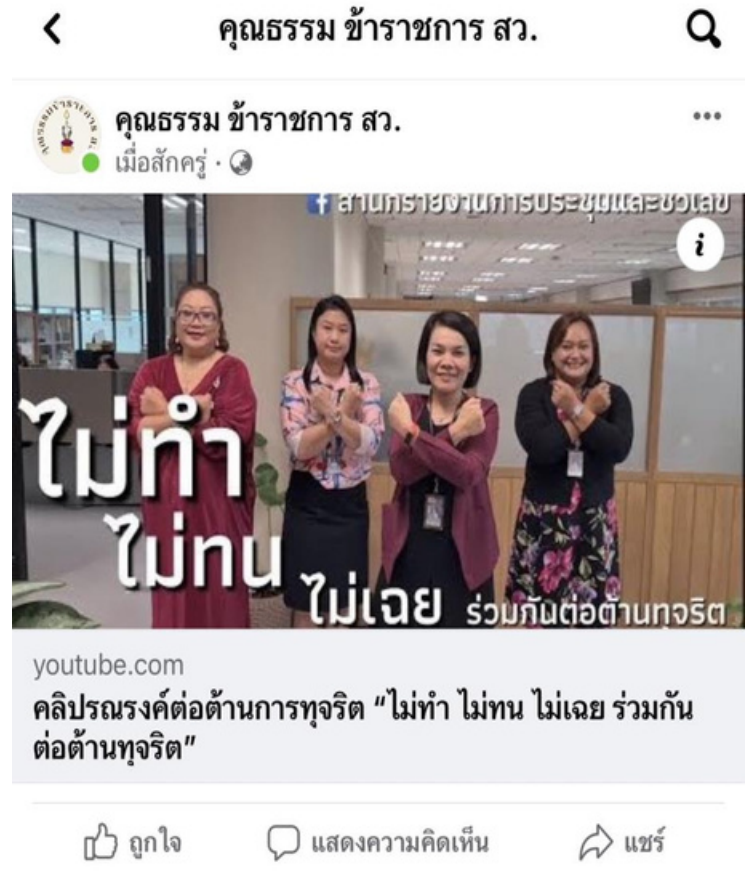 คุณธรรม ข้าราชการ สว.
คุณธรรม ข้าราชการ สว.
เมื่อสักครู่ ·
สำนักรายงานการประชุมและชวเลข
ไม่ทำ
ไม่ทน
ไม่เฉย ร่วมกันต่อต้านทุจริต
youtube.com
คลิปรณรงค์ต่อต้านการทุจริต “ไม่ทำ ไม่ทน ไม่เฉย ร่วมกัน
ต่อต้านทุจริต”
ถูกใจ แสดงความคิดเห็น แชร์